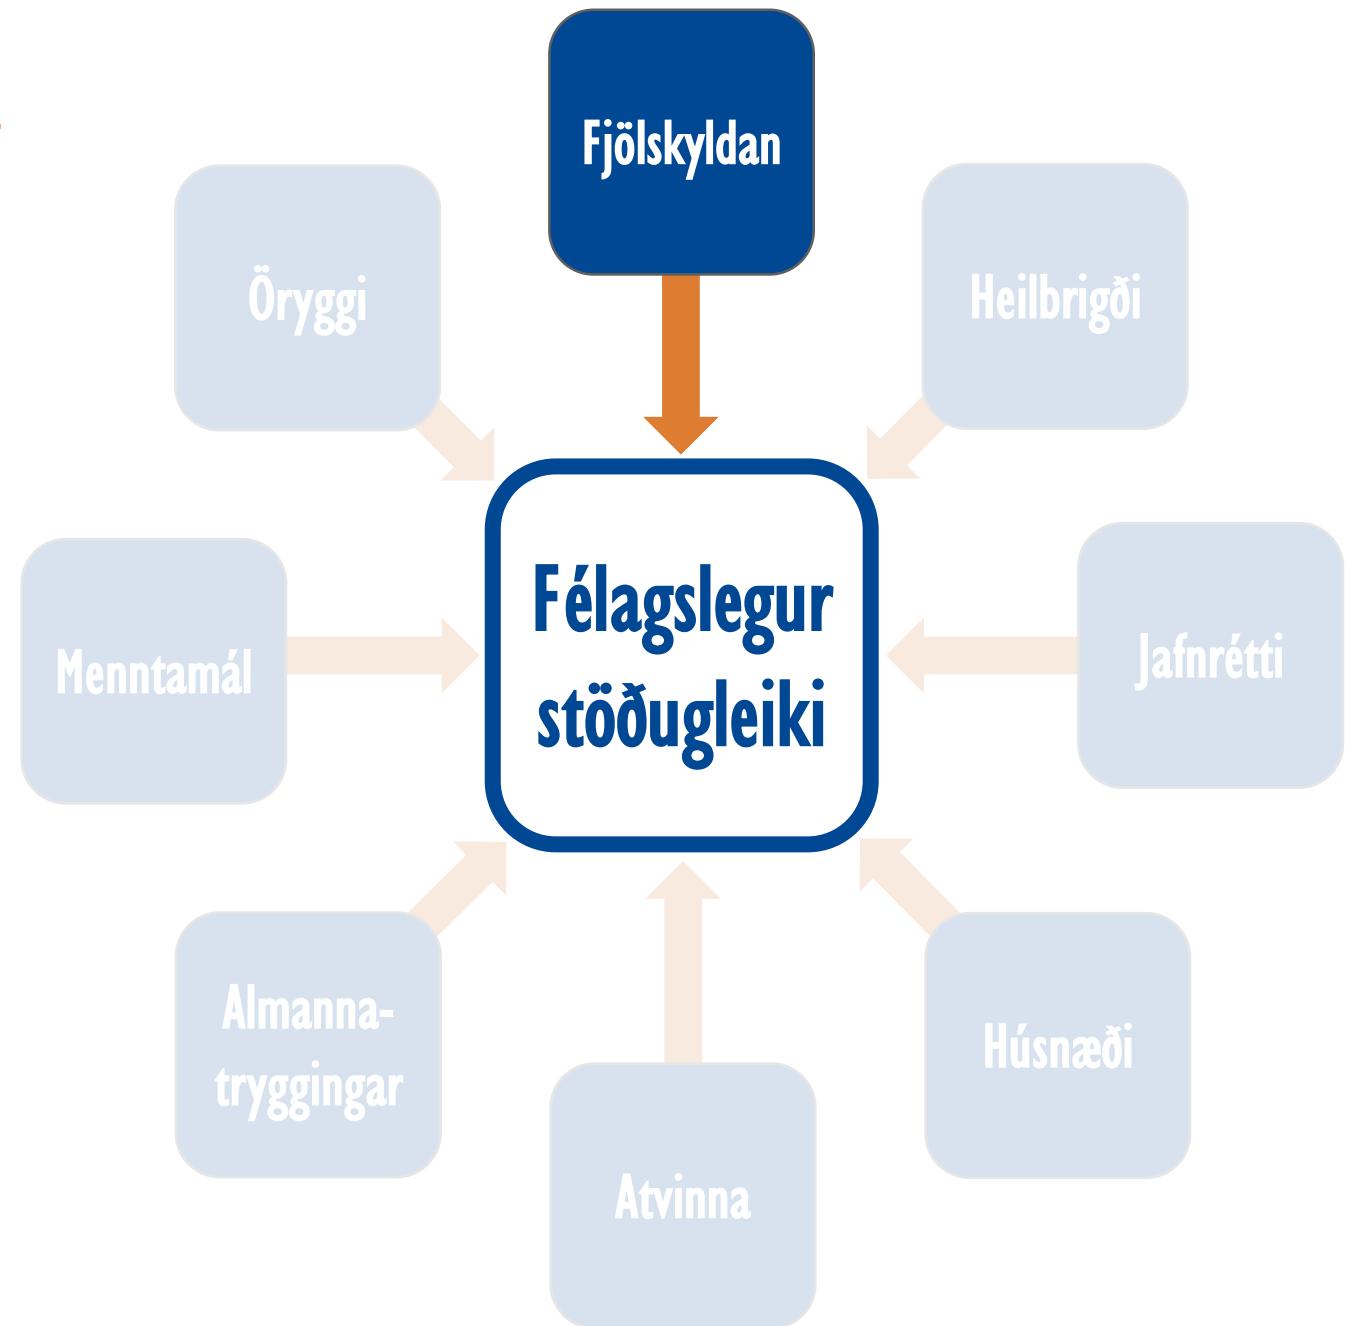 Fjölskyldan
Öryggi
Heilbrigði
Félagslegur
stöðugleiki
Menntamál
Jafnrétti
Almanna-
tryggingar
Húsnæði
Atvinna